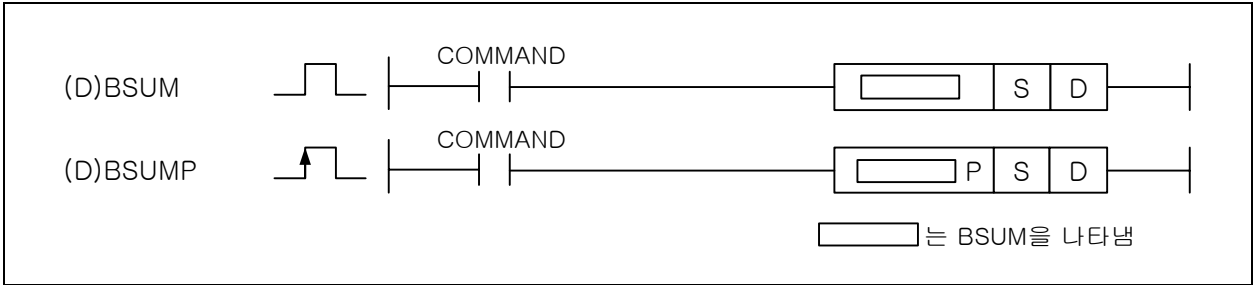 COMMAND
(D)BSUM S D
COMMAND
(D)BSUMP P S D
는 BSUM을 나타냄